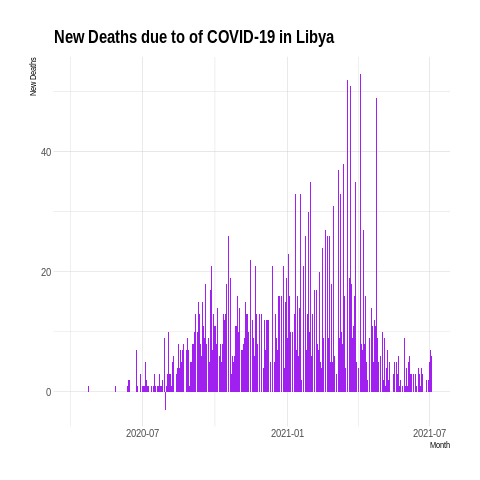 New Deaths due to of COVID-19 in Libya
New Deaths
40
20
0
2020-07
2021-01
2021-07
Month